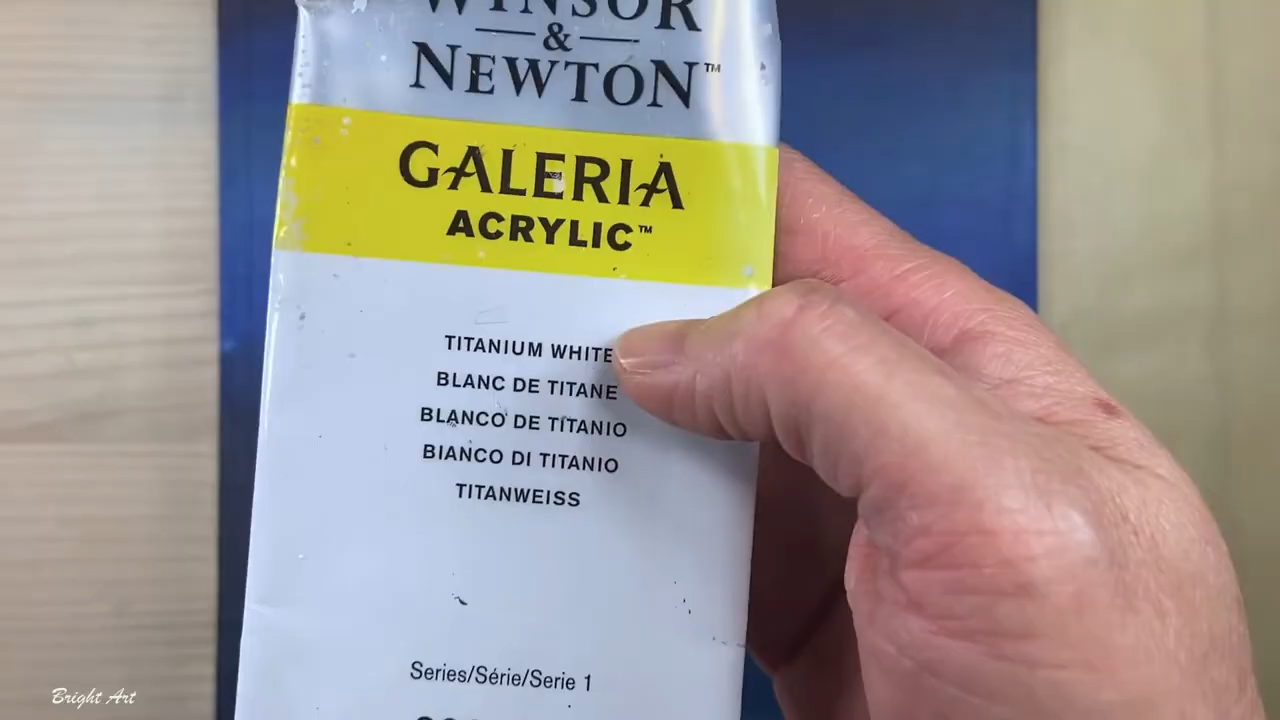 WINSOR
&
NEWTON™
GALERIA
ACRYLIC™
TITANIUM WHITE
BLANC DE TITANE
BLANCO DE TITANIO
BIANCO DI TITANIO
TITANWEISS
Series/Série/Serie 1
Bright Art